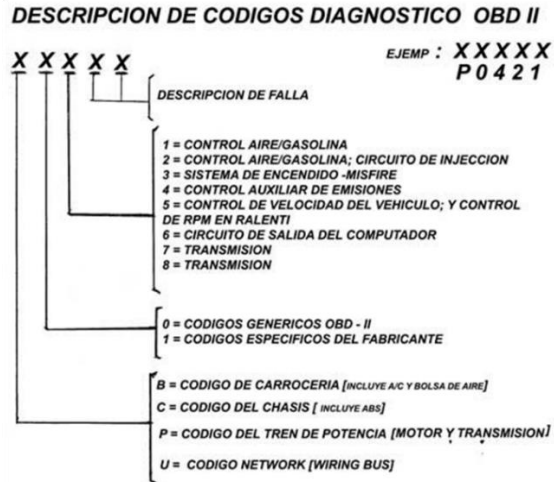 DESCRIPCION DE CODIGOS DIAGNOSTICO OBD II
EJEMP : X X X X X
P 0 4 2 1
X X X X X
DESCRIPCION DE FALLA
1 = CONTROL AIRE/GASOLINA
2 = CONTROL AIRE/GASOLINA; CIRCUITO DE INJECCION
3 = SISTEMA DE ENCENDIDO -MISFIRE
4 = CONTROL AUXILIAR DE EMISIONES
5 = CONTROL DE VELOCIDAD DEL VEHICULO; Y CONTROL
DE RPM EN RALENTI
6 = CIRCUITO DE SALIDA DEL COMPUTADOR
7 = TRANSMISION
8 = TRANSMISION
0 = CODIGOS GENERICOS OBD - II
1 = CODIGOS ESPECIFICOS DEL FABRICANTE
B = CODIGO DE CARROCERIA [INCLUYE A/C Y BOLSA DE AIRE]
C = CODIGO DEL CHASIS [ INCLUYE ABS]
P = CODIGO DEL TREN DE POTENCIA [MOTOR Y TRANSMISION]
U = CODIGO NETWORK [WIRING BUS]